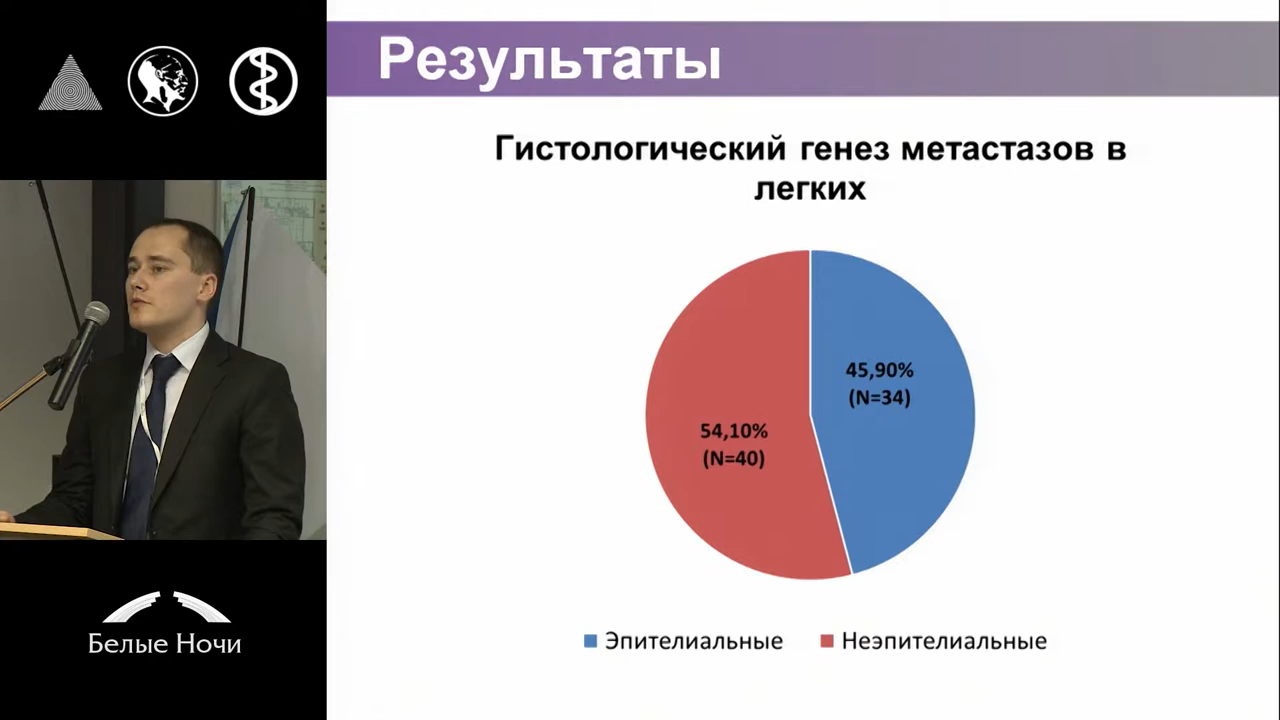 Результаты
Гистологический генез метастазов в
легких
45,90%
(N=34)
54,10%
(N=40)
Эпителиальные
Неэпителиальные
Белые Ночи